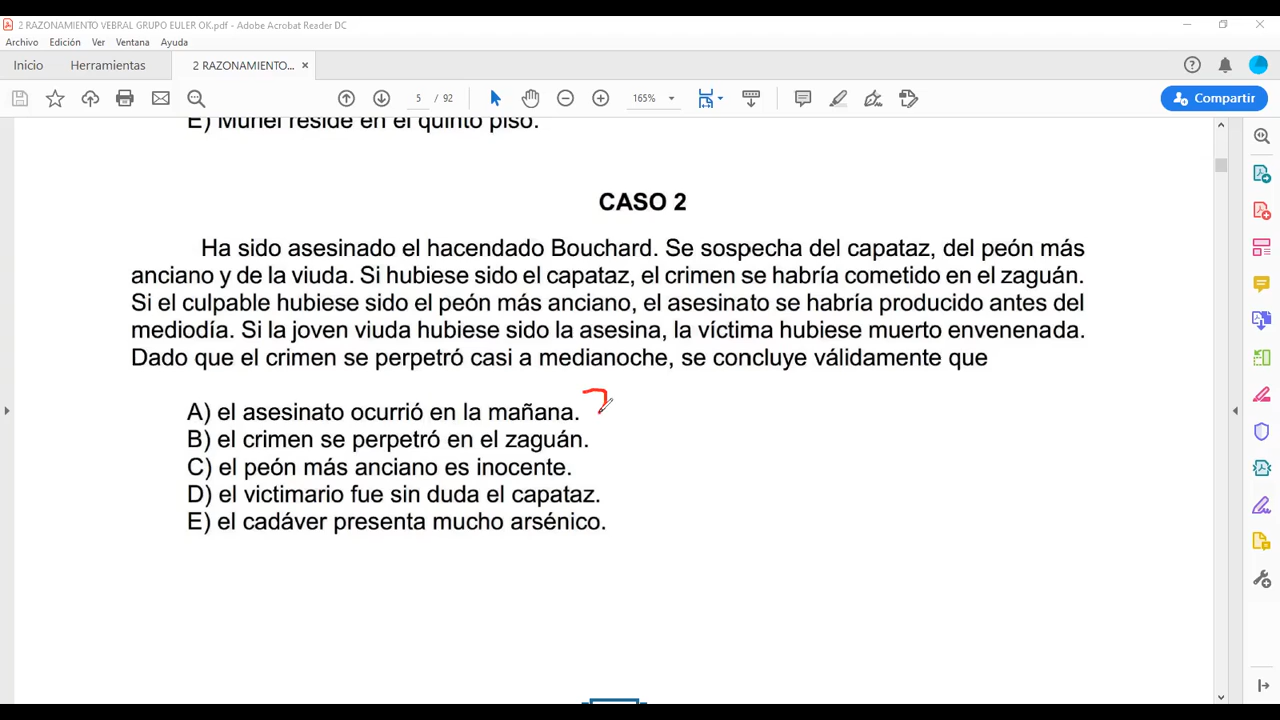 2 RAZONAMIENTO VEBRAL GRUPO EULER OK.pdf - Adobe Acrobat Reader DC
Archivo Edición Ver Ventana Ayuda
Inicio Herramientas 2 RAZONAMIENTO... ×
5 / 92 165% Compartir
E) Muriel reside en el quinto piso.
CASO 2
Ha sido asesinado el hacendado Bouchard. Se sospecha del capataz, del peón más
anciano y de la viuda. Si hubiese sido el capataz, el crimen se habría cometido en el zaguán.
Si el culpable hubiese sido el peón más anciano, el asesinato se habría producido antes del
mediodía. Si la joven viuda hubiese sido la asesina, la víctima hubiese muerto envenenada.
Dado que el crimen se perpetró casi a medianoche, se concluye válidamente que
A) el asesinato ocurrió en la mañana.
B) el crimen se perpetró en el zaguán.
C) el peón más anciano es inocente.
D) el victimario fue sin duda el capataz.
E) el cadáver presenta mucho arsénico.